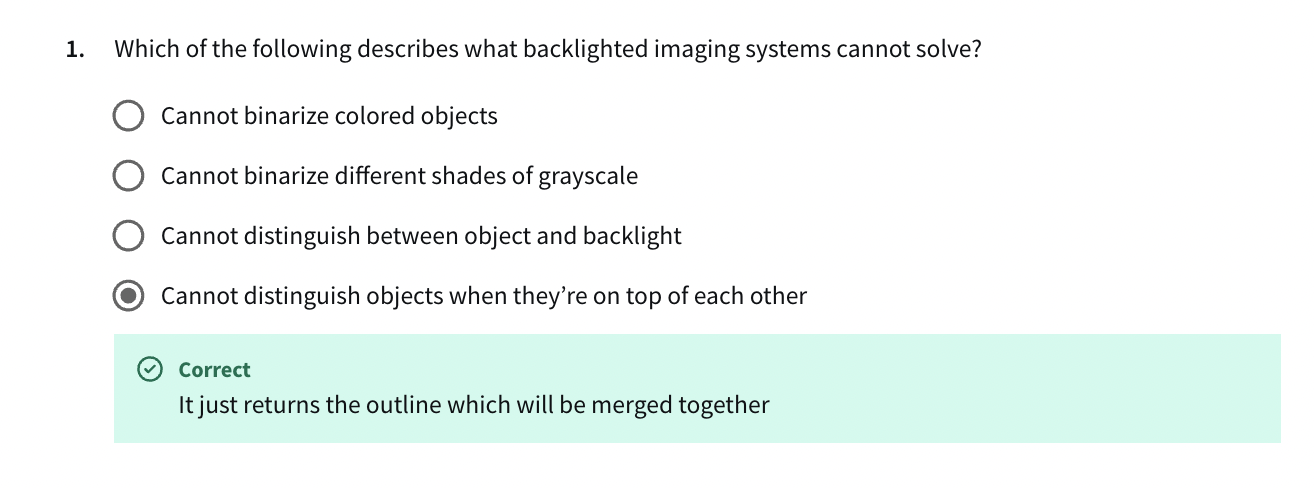 1. Which of the following describes what backlighted imaging systems cannot solve?
Cannot binarize colored objects
Cannot binarize different shades of grayscale
Cannot distinguish between object and backlight
Cannot distinguish objects when they’re on top of each other
Correct
It just returns the outline which will be merged together